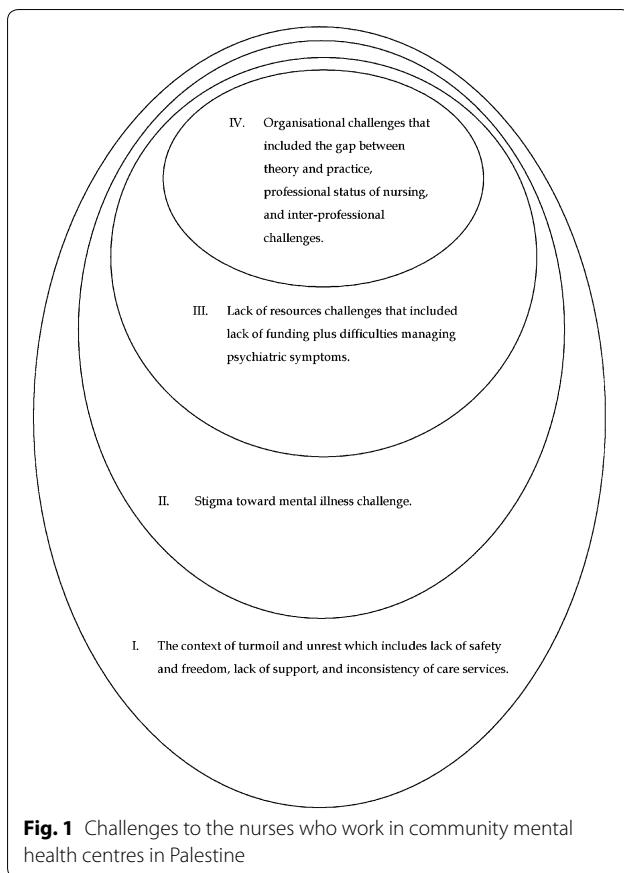 IV. Organisational challenges that
included the gap between
theory and practice,
professional status of nursing,
and inter-professional
challenges.
III. Lack of resources challenges that included
lack of funding plus difficulties managing
psychiatric symptoms.
II. Stigma toward mental illness challenge.
I. The context of turmoil and unrest which includes lack of safety
and freedom, lack of support, and inconsistency of care services.
Fig. 1 Challenges to the nurses who work in community mental
health centres in Palestine